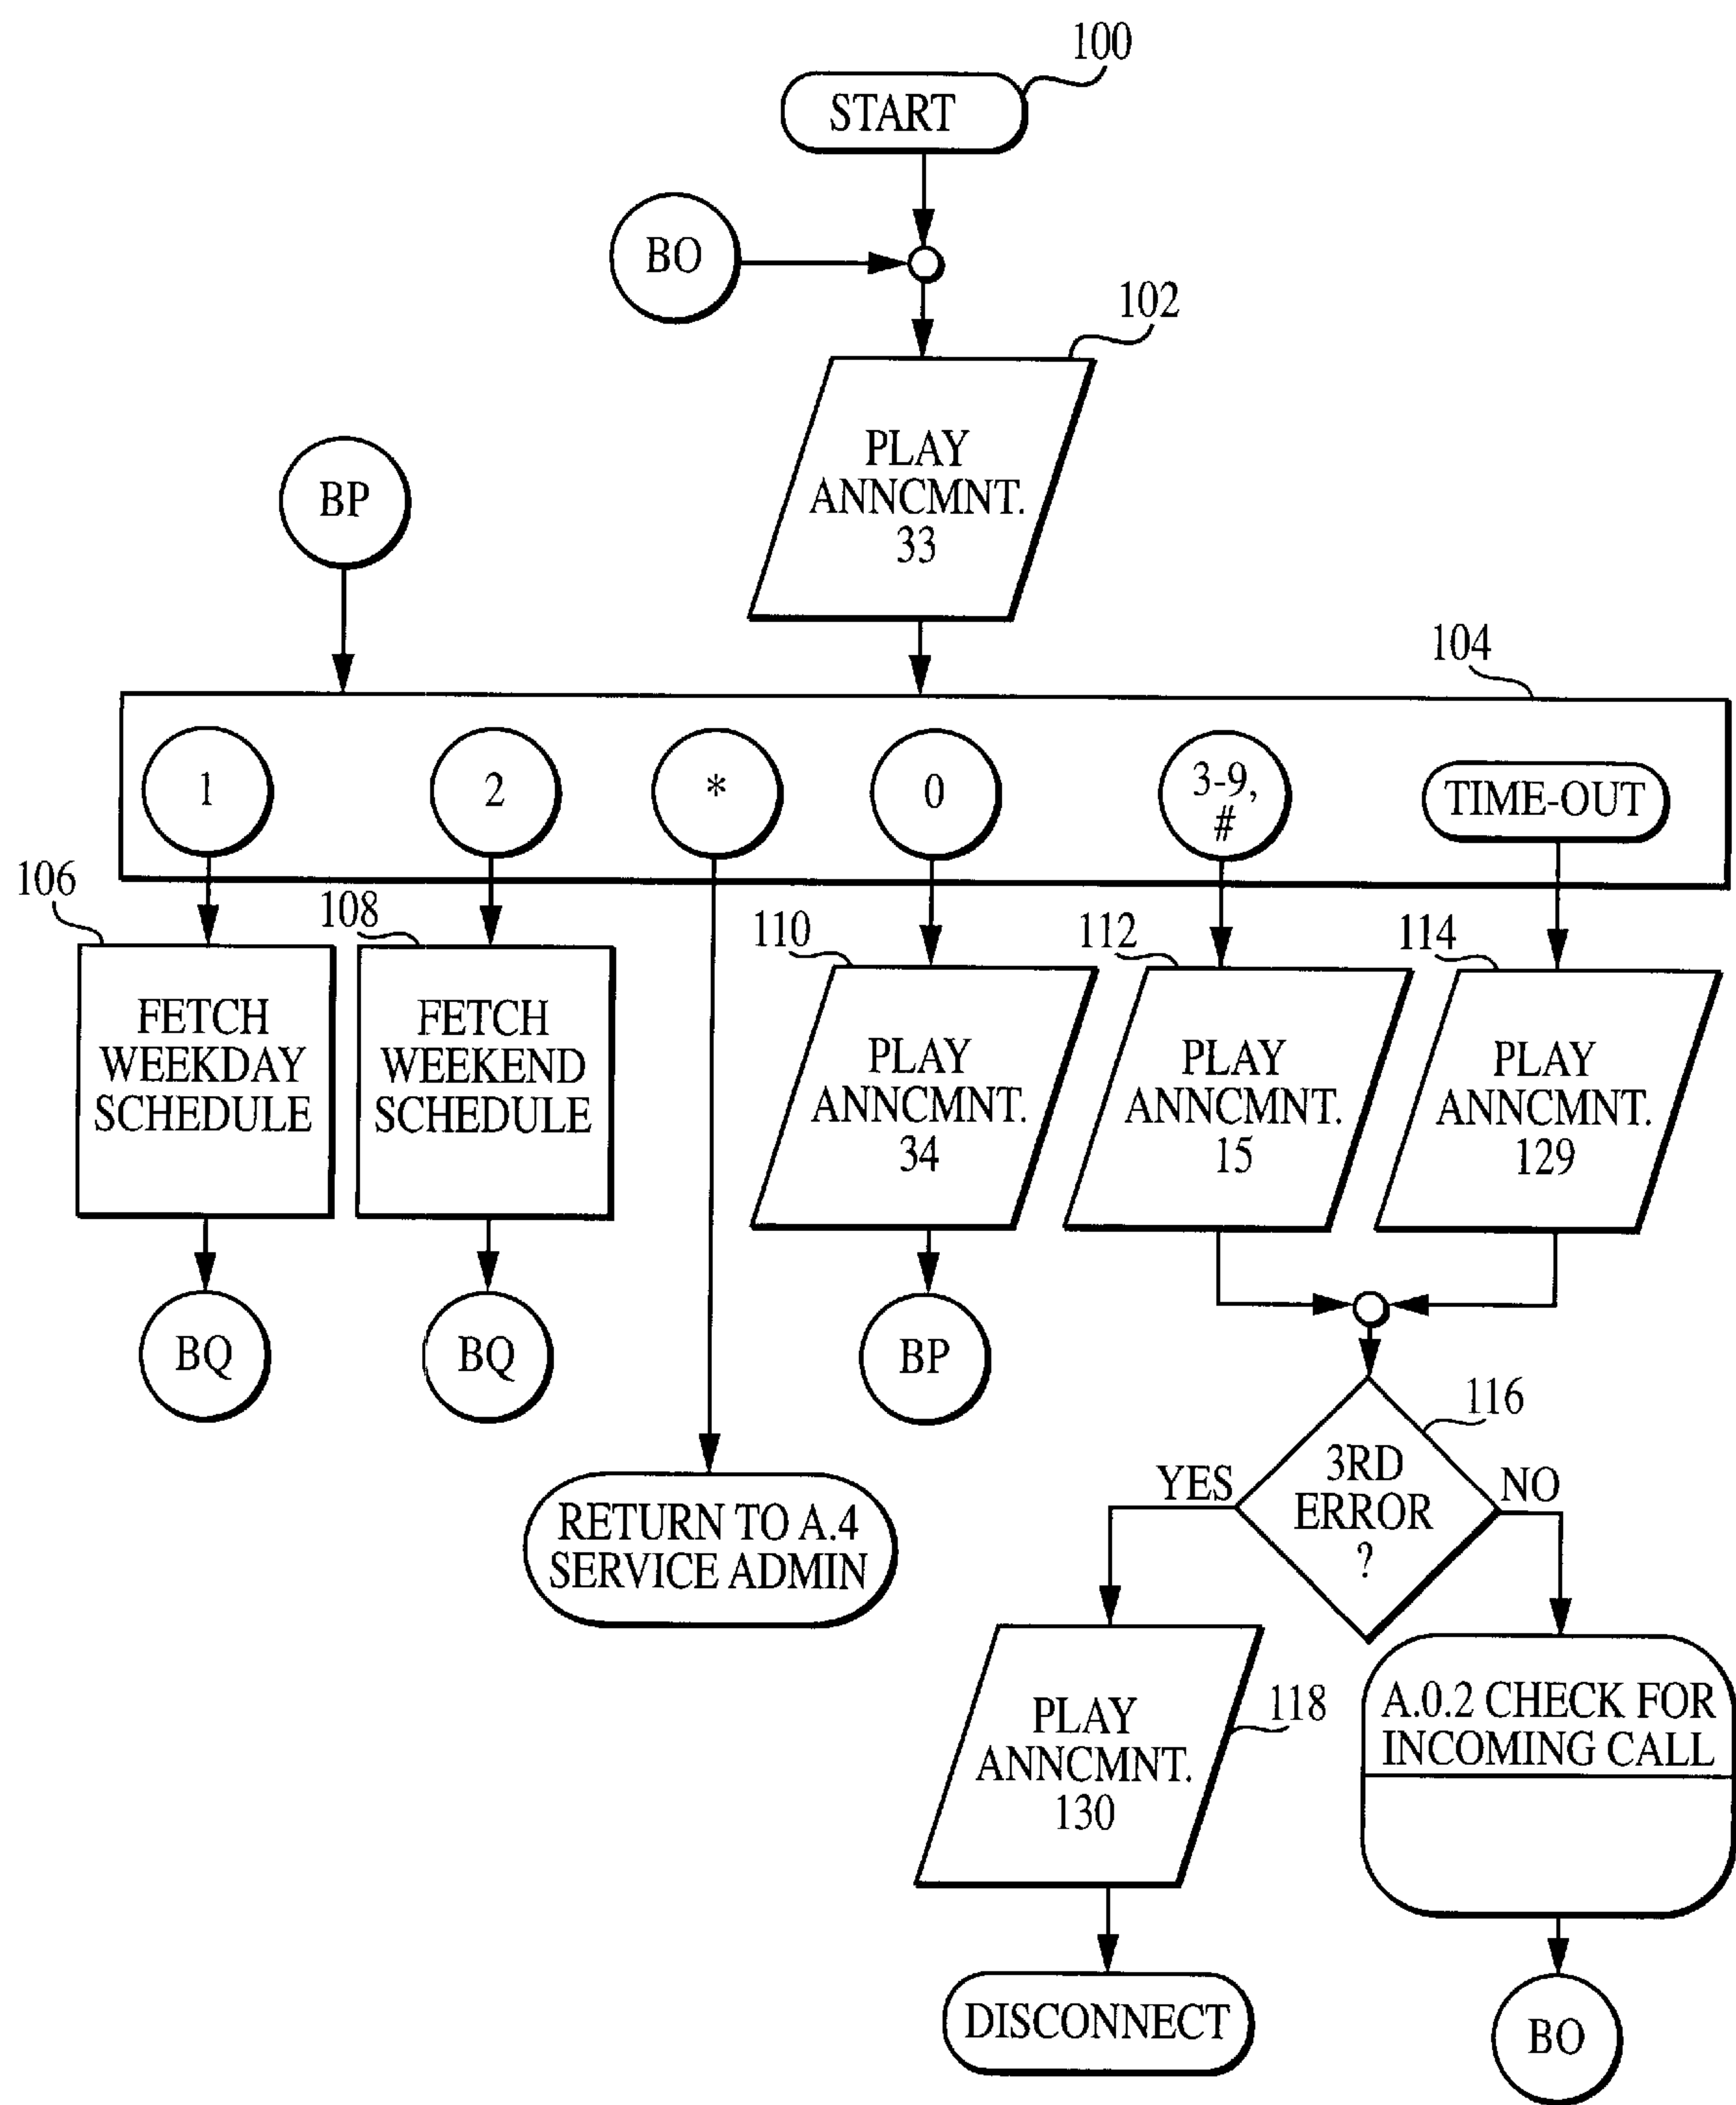 100
START
BO
102
PLAY
ANNCMNT.
33
BP
104
1
2
*
0
3-9,
#
TIME-OUT
106
108
110
112
114
FETCH
WEEKDAY
SCHEDULE
FETCH
WEEKEND
SCHEDULE
PLAY
ANNCMNT.
34
PLAY
ANNCMNT.
15
PLAY
ANNCMNT.
129
BQ
BQ
BP
116
3RD
ERROR
?
YES
NO
RETURN TO A.4
SERVICE ADMIN
118
PLAY
ANNCMNT.
130
A.0.2 CHECK FOR
INCOMING CALL
DISCONNECT
BO